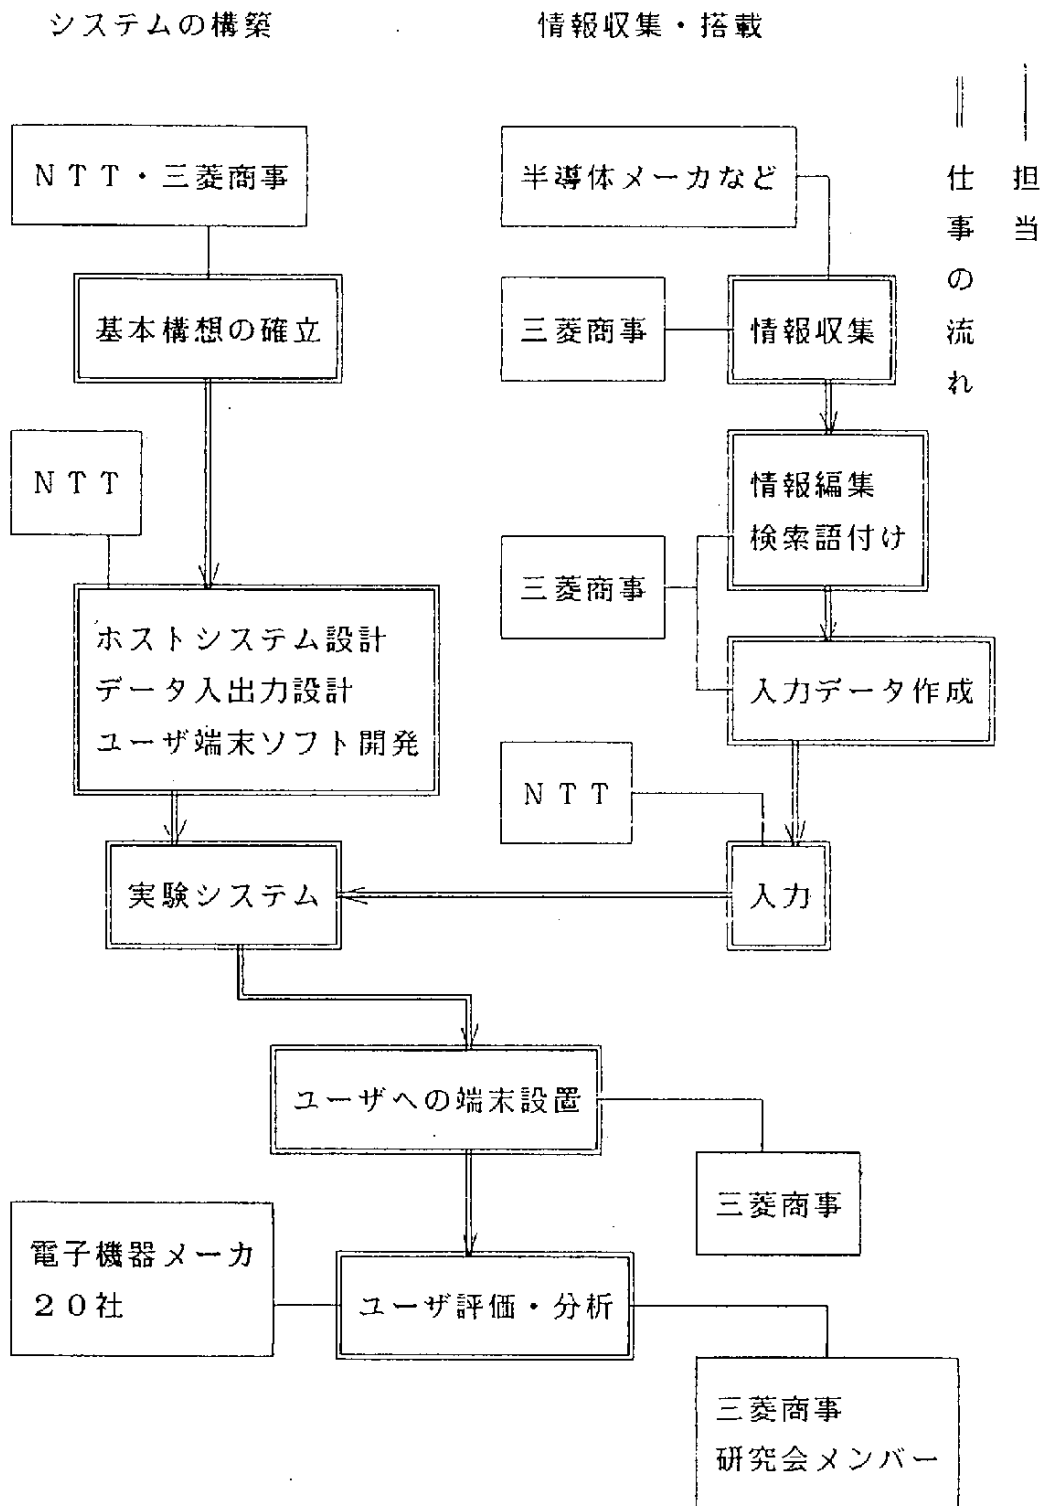 システムの構築
情報収集・搭載
担当
仕事の流れ
NTT・三菱商事
半導体メーカなど
基本構想の確立
三菱商事
情報収集
NTT
情報編集
検索語付け
三菱商事
ホストシステム設計
データ入出力設計
ユーザ端末ソフト開発
入力データ作成
NTT
実験システム
入力
ユーザへの端末設置
三菱商事
電子機器メーカ
20社
ユーザ評価・分析
三菱商事
研究会メンバー